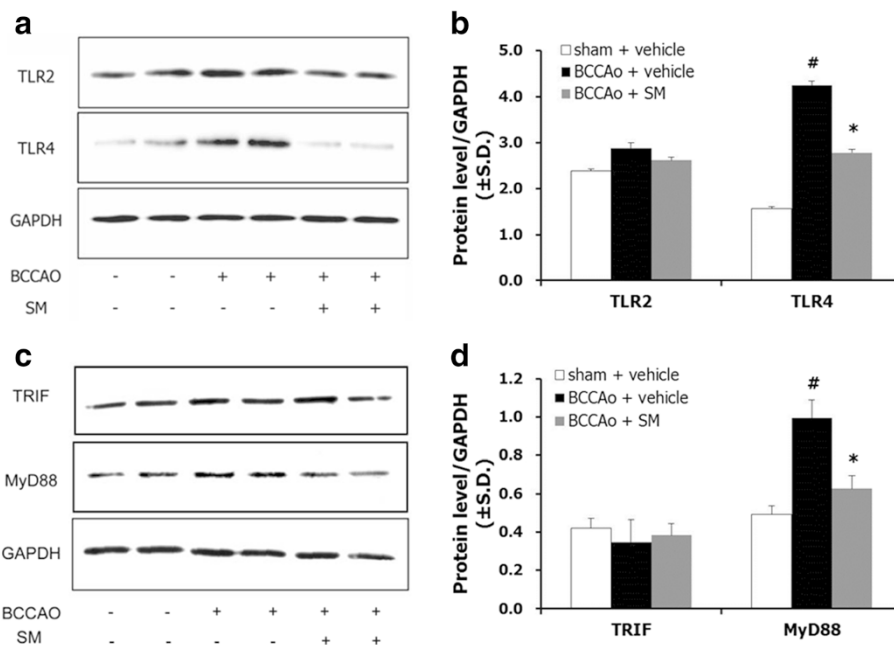 a
TLR2
TLR4
GAPDH
BCCAO - - + + + +
SM - - - - + +
b
Protein level/GAPDH
(±S.D.)
5.0
4.0
3.0
2.0
1.0
0.0
sham + vehicle
BCCAo + vehicle
BCCAo + SM
#
*
TLR2 TLR4
c
TRIF
MyD88
GAPDH
BCCAO - - + + + +
SM - - - - + +
d
Protein level/GAPDH
(±S.D.)
1.2
1.0
0.8
0.6
0.4
0.2
0.0
sham + vehicle
BCCAo + vehicle
BCCAo + SM
#
*
TRIF MyD88